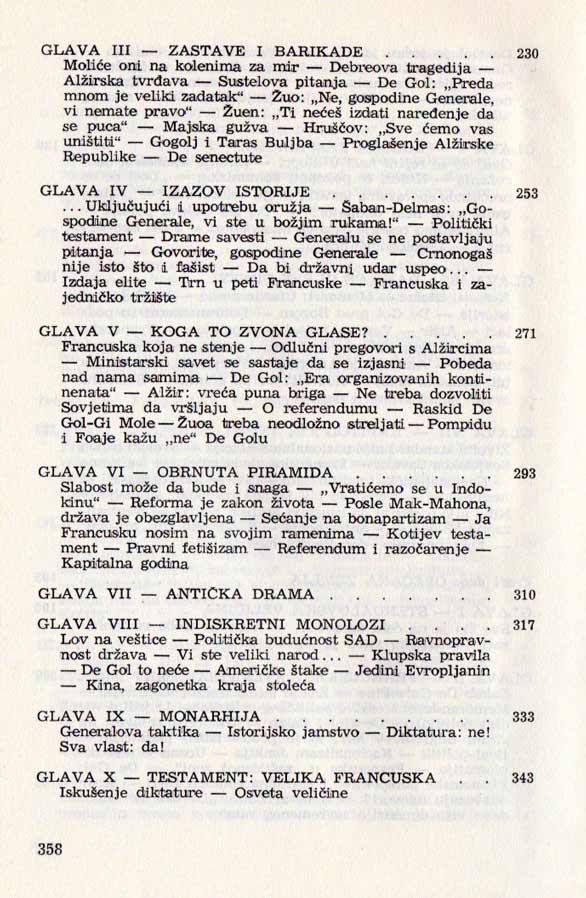 GLAVA III — ZASTAVE I BARIKADE . . . . . 230
Moliće oni na kolenima za mir — Debreova tragedija —
Alžirska tvrđava — Sustelova pitanja — De Gol: „Preda
mnom je veliki zadatak“ — Žuo: „Ne, gospodine Generale,
vi nemate pravo“ — Žuen: „Ti nećeš izdati naređenje da
se puca“ — Majska gužva — Hruščov: „Sve ćemo vas
uništiti“ — Gogolj i Taras Buljba — Proglašenje Alžirske
Republike — De senectute
GLAVA IV — IZAZOV ISTORIJE . . . . . . . 253
... Uključujući i upotrebu oružja — Šaban-Delmas: „Go-
spodine Generale, vi ste u božjim rukama!“ — Politički
testament — Drame savesti — Generalu se ne postavljaju
pitanja — Govorite, gospodine Generale — Crnonogaš
nije isto što i fašist — Da bi državni udar uspeo... —
Izdaja elite — Trn u peti Francuske — Francuska i za-
jedničko tržište
GLAVA V — KOGA TO ZVONA GLASE? . . . . . . 271
Francuska koja ne stenje — Odlučni pregovori s Alžircima
— Ministarski savet se sastaje da se izjasni — Pobeda
nad nama samima — De Gol: „Era organizovanih konti-
nenata“ — Alžir: vreća puna briga — Ne treba dozvoliti
Sovjetima da vršljaju — O referendumu — Raskid De
Gol-Gi Mole — Žuoa treba neodložno streljati — Pompidu
i Foaje kažu „ne“ De Golu
GLAVA VI — OBRNUTA PIRAMIDA . . . . . . 293
Slabost može da bude i snaga — „Vratićemo se u Indo-
kinu“ — Reforma je zakon života — Posle Mak-Mahona,
država je obezglavljena — Sećanje na bonapartizam — Ja
Francusku nosim na svojim ramenima — Kotijev testa-
ment — Pravni fetišizam — Referendum i razočarenje —
Kapitalna godina
GLAVA VII — ANTIČKA DRAMA . . . . . . . 310
GLAVA VIII — INDISKRETNI MONOLOZI . . . . 317
Lov na veštice — Politička budućnost SAD — Ravnoprav-
nost država — Vi ste veliki narod... — Klupska pravila
— De Gol to neće — Američke štake — Jedini Evropljanin
— Kina, zagonetka kraja stoleća
GLAVA IX — MONARHIJA . . . . . . . 333
Generalova taktika — Istorijsko jamstvo — Diktatura: ne!
Sva vlast: da!
GLAVA X — TESTAMENT: VELIKA FRANCUSKA . . 343
Iskušenje diktature — Osveta veličine
358